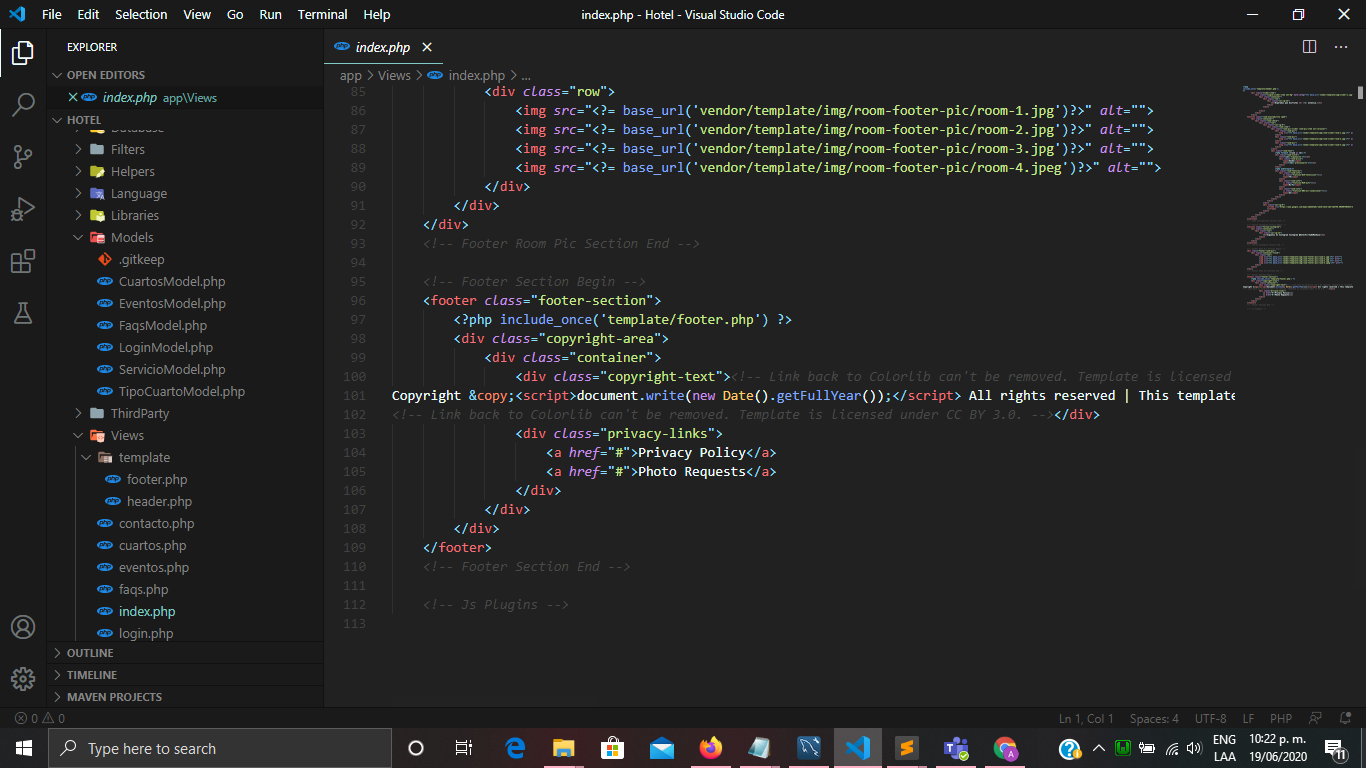 File Edit Selection View Go Run Terminal Help index.php - Hotel - Visual Studio Code
EXPLORER
OPEN EDITORS
index.php app\Views
HOTEL
Database
Filters
Helpers
Language
Libraries
Models
.gitkeep
CuartosModel.php
EventosModel.php
FaqsModel.php
LoginModel.php
ServicioModel.php
TipoCuartoModel.php
ThirdParty
Views
template
footer.php
header.php
contacto.php
cuartos.php
eventos.php
faqs.php
index.php
login.php
OUTLINE
TIMELINE
MAVEN PROJECTS
php index.php ×
app > Views > php index.php > ...
85 <div class="row">
86 <img src="<?= base_url('vendor/template/img/room-footer-pic/room-1.jpg')?>" alt="">
87 <img src="<?= base_url('vendor/template/img/room-footer-pic/room-2.jpg')?>" alt="">
88 <img src="<?= base_url('vendor/template/img/room-footer-pic/room-3.jpg')?>" alt="">
89 <img src="<?= base_url('vendor/template/img/room-footer-pic/room-4.jpeg')?>" alt="">
90 </div>
91 </div>
92 </div>
93 <!-- Footer Room Pic Section End -->
94
95 <!-- Footer Section Begin -->
96 <footer class="footer-section">
97 <?php include_once('template/footer.php') ?>
98 <div class="copyright-area">
99 <div class="container">
100 <div class="copyright-text"><!-- Link back to Colorlib can't be removed. Template is licensed
101 Copyright &copy;<script>document.write(new Date().getFullYear());</script> All rights reserved | This template
102 <!-- Link back to Colorlib can't be removed. Template is licensed under CC BY 3.0. --></div>
103 <div class="privacy-links">
104 <a href="#">Privacy Policy</a>
105 <a href="#">Photo Requests</a>
106 </div>
107 </div>
108 </div>
109 </footer>
110 <!-- Footer Section End -->
111
112 <!-- Js Plugins -->
113
0 0 Ln 1, Col 1 Spaces: 4 UTF-8 LF PHP
Type here to search
ENG 10:22 p. m.
LAA 19/06/2020
11